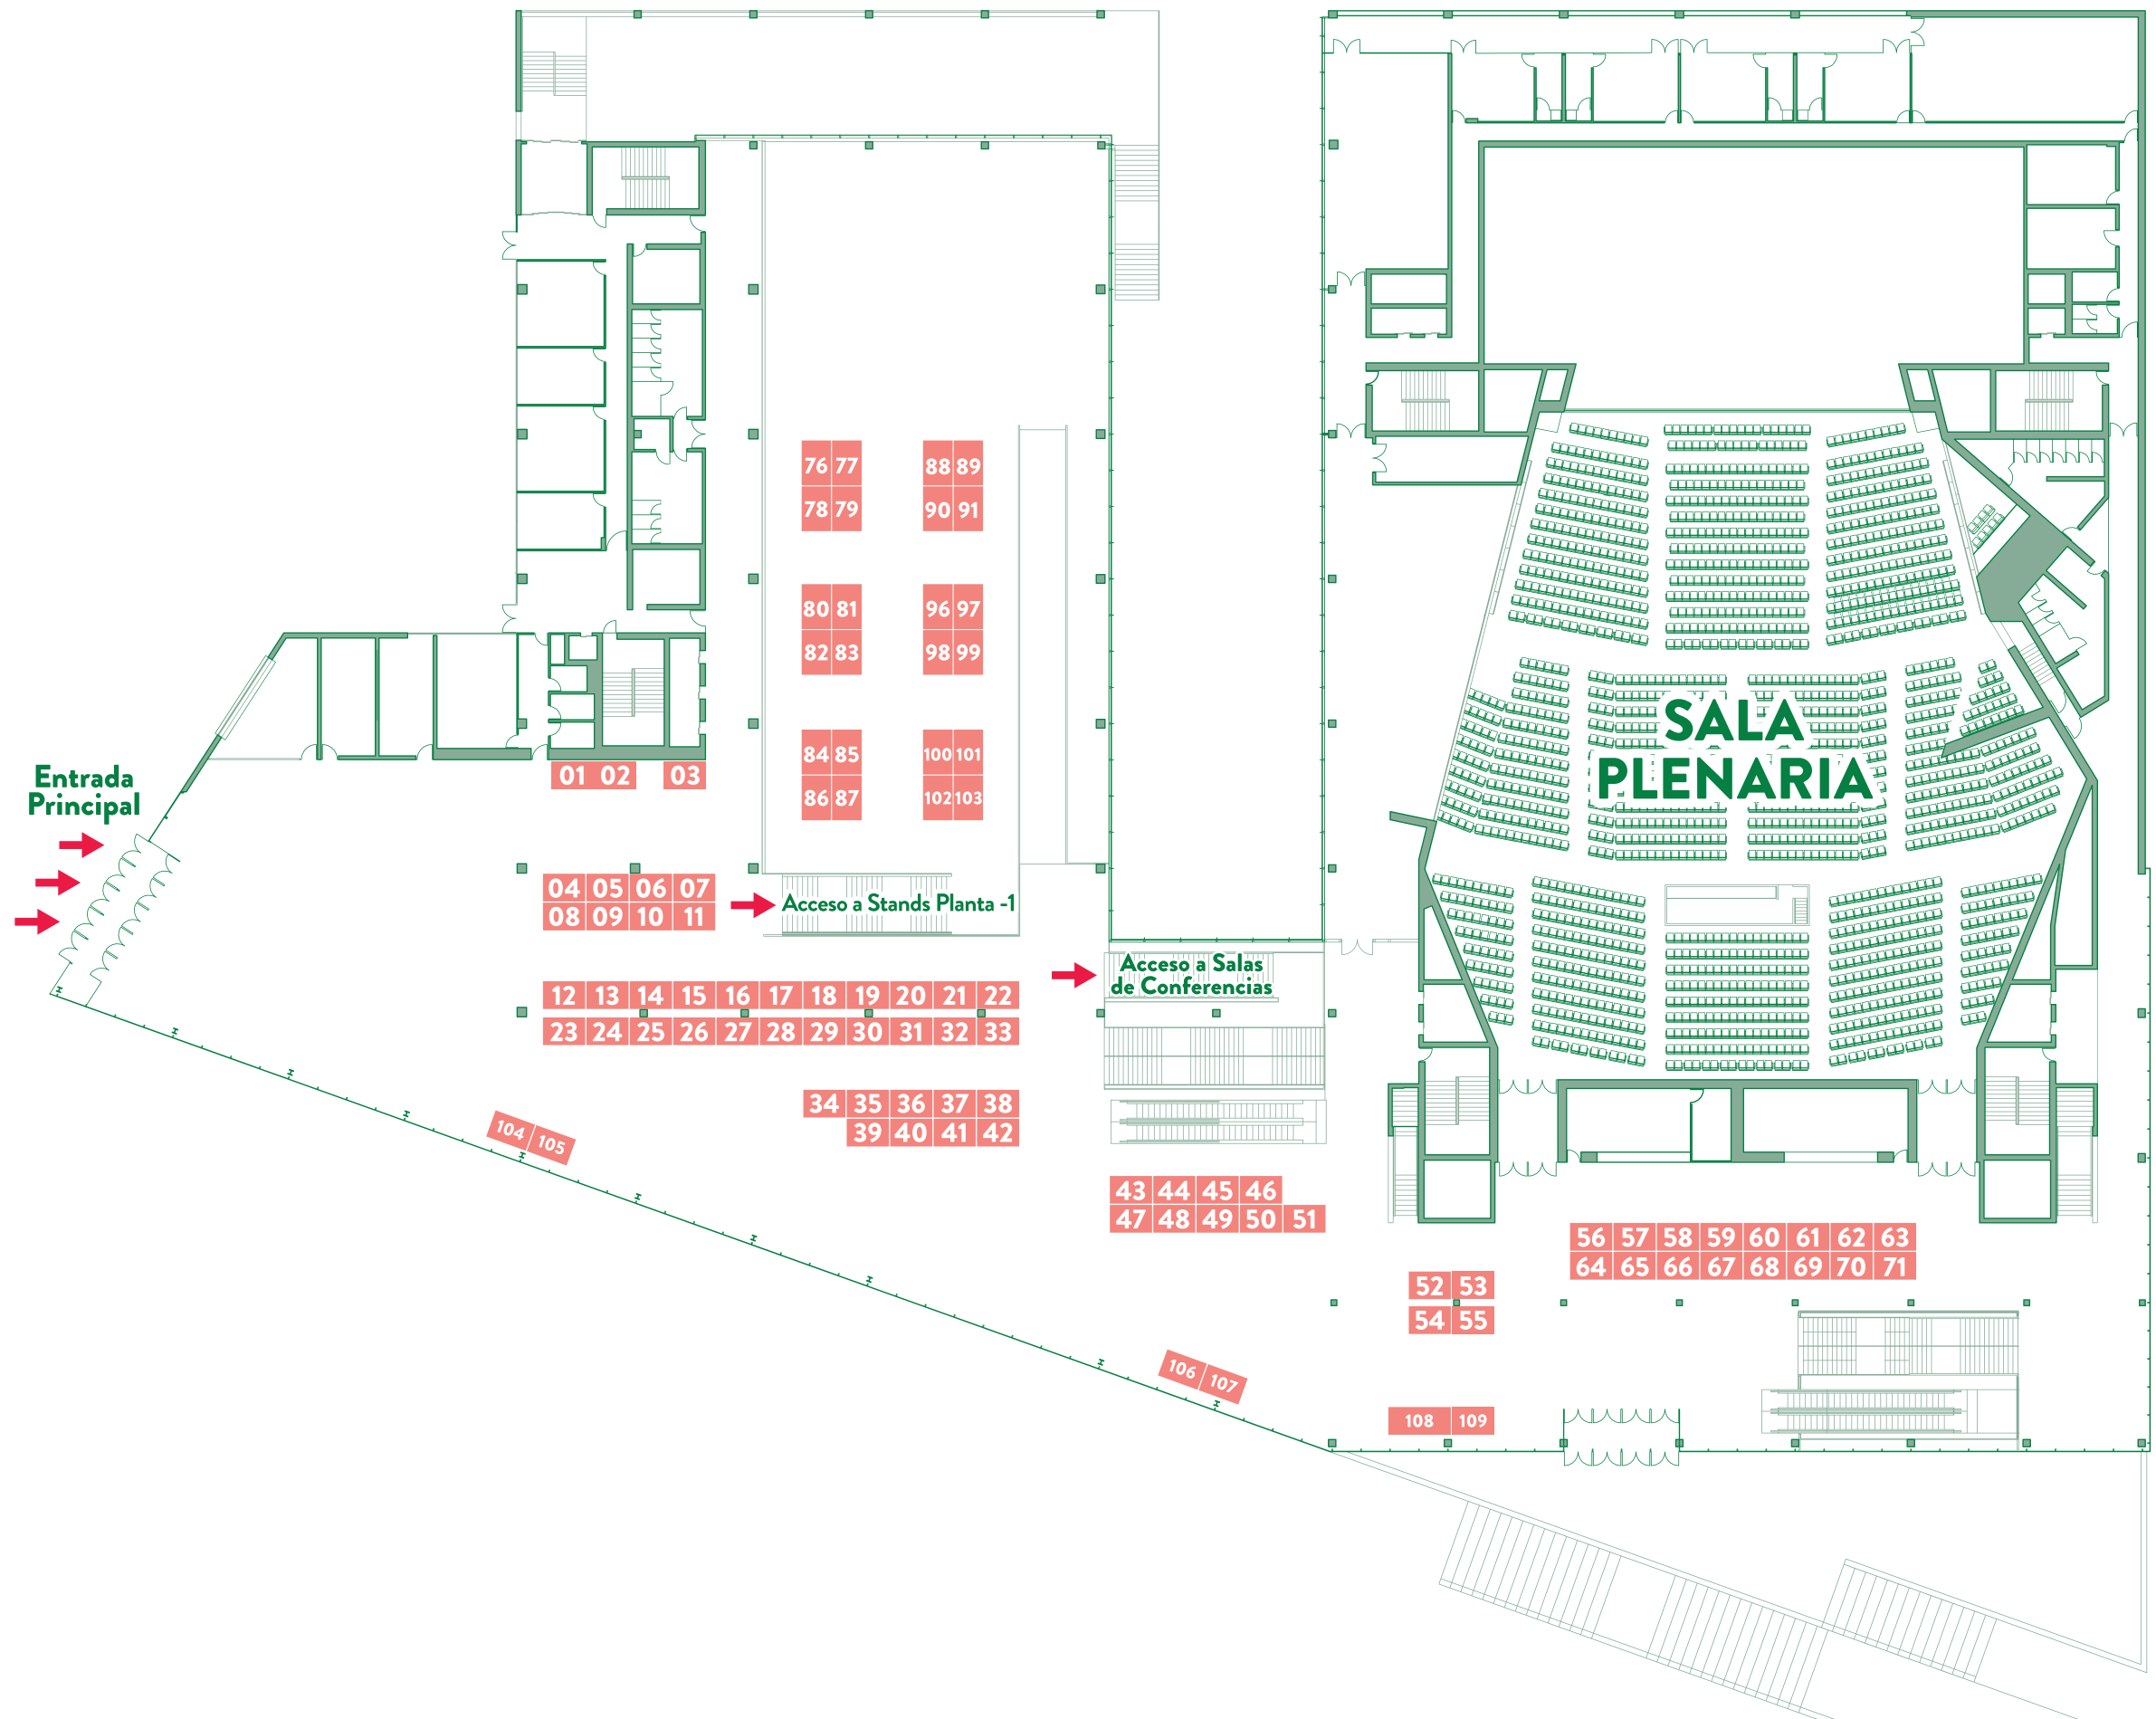 76 77 88 89
78 79 90 91
80 81 96 97
82 83 98 99
SALA
PLENARIA
84 85 100 101
86 87 102 103
Entrada
Principal
01 02 03
04 05 06 07
08 09 10 11
Acceso a Stands Planta -1
Acceso a Salas
de Conferencias
12 13 14 15 16 17 18 19 20 21 22
23 24 25 26 27 28 29 30 31 32 33
34 35 36 37 38
39 40 41 42
104 105
43 44 45 46
47 48 49 50 51
56 57 58 59 60 61 62 63
64 65 66 67 68 69 70 71
52 53
54 55
106 107
108 109